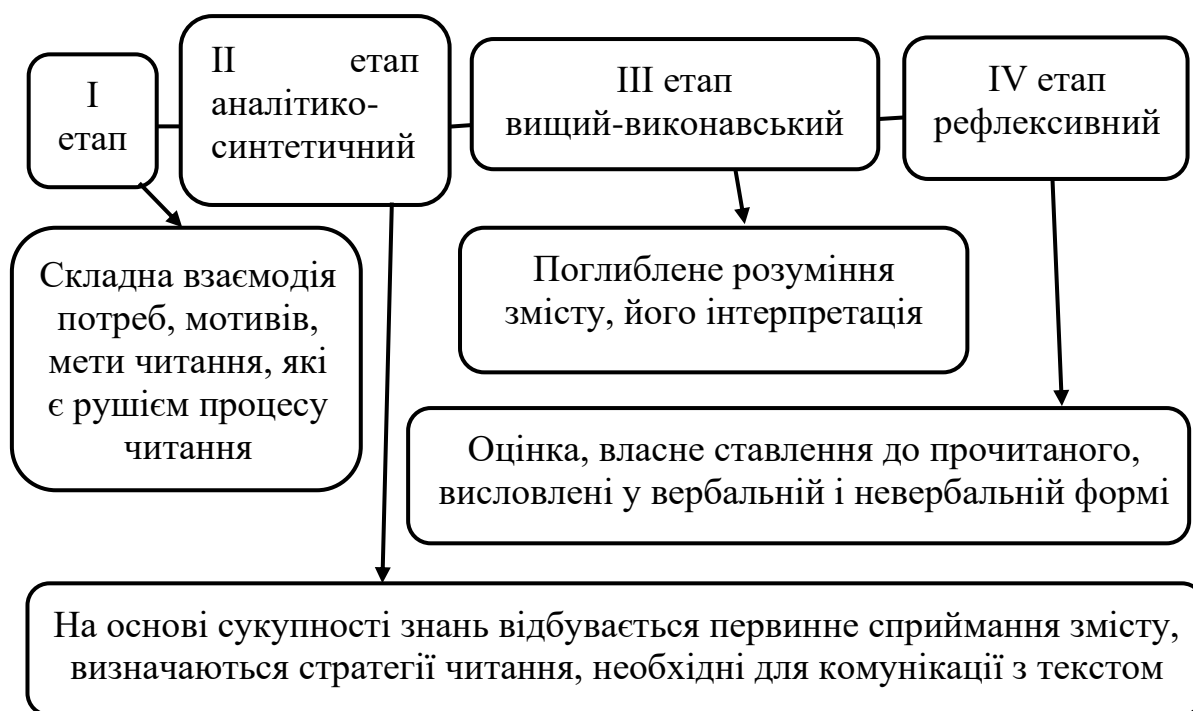 І
етап
ІІ етап
аналітико-
синтетичний
ІІІ етап
вищий-виконавський
IV етап
рефлексивний
Складна взаємодія
потреб, мотивів,
мети читання, які
є рушієм процесу
читання
Поглиблене розуміння
змісту, його інтерпретація
Оцінка, власне ставлення до прочитаного,
висловлені у вербальній і невербальній формі
На основі сукупності знань відбувається первинне сприймання змісту,
визначаються стратегії читання, необхідні для комунікації з текстом